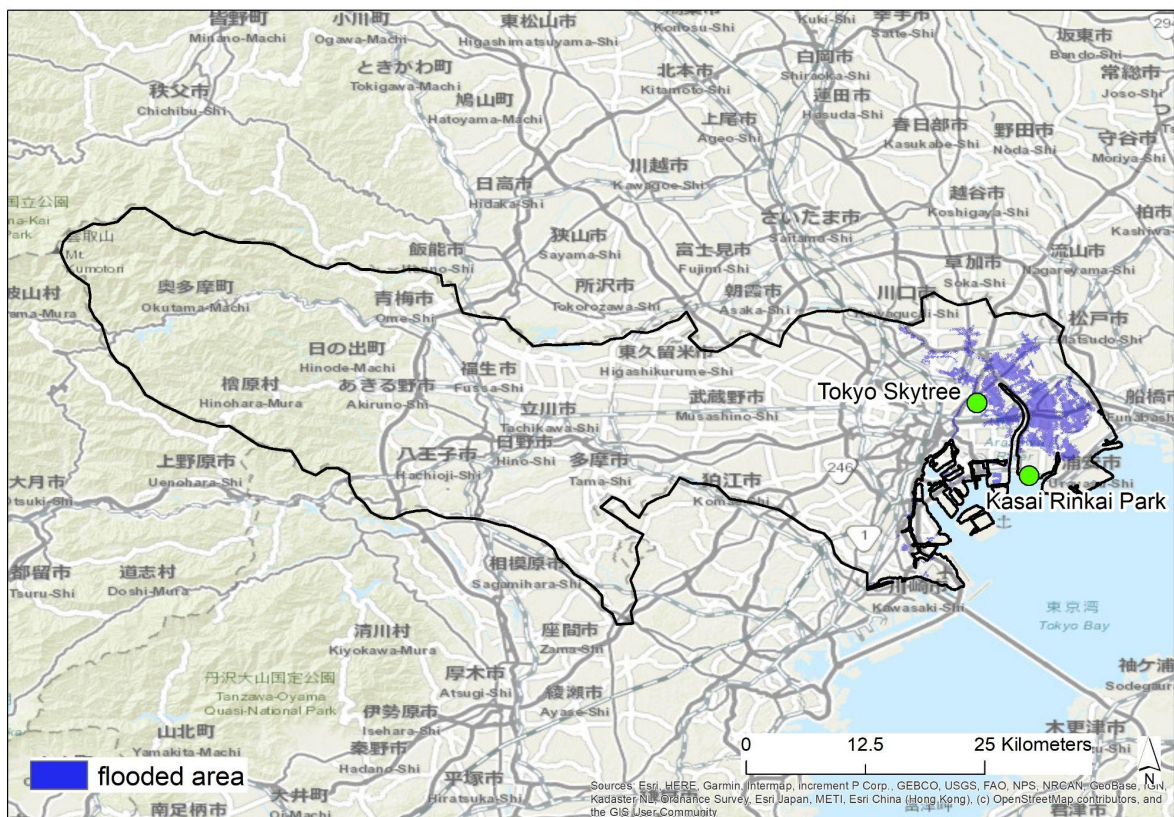 皆野町
Minano-Machi
小川町
Ogawa-Machi
東松山市
Higashimatsuyama-Shi
Konosu-Shi
Kuki-Shi
Satte-Shi
坂東市
Bando-Shi
294
ときがわ町
Tokigawa-Machi
北本市
Kitamoto-Shi
白岡市
Shiraoka-Shi
常総市
Joso-Shi
秩父市
Chichibu-Shi
鳩山町
Hatoyama-Machi
上尾市
Ageo-Shi
蓮田市
Hasuda-Shi
春日部市
Kasukabe-Shi
野田市
Noda-Shi
守谷市
Moriya-Shi
川越市
Kawagoe-Shi
日高市
Hidaka-Shi
越谷市
Koshigaya-Shi
柏市
Kashiwa-Shi
国立公園
Park
さいたま市
Saitama-Shi
雲取山
Mt.
Kumotori
飯能市
狭山市
Sayama-Shi
富士見市
Fujimi-Shi
流山市
Nagareyama-Shi
草加市
Soka-Shi
奥多摩町
Okutama-Machi
青梅市
Ome-Shi
所沢市
Tokorozawa-Shi
朝霞市
Asaka-Shi
川口市
Kawaguchi-Shi
松戸市
Matsudo-Shi
日の出町
Hinode-Machi
東久留米市
Higashikurume-Shi
福生市
Fussa-Shi
檜原村
Hinohara-Mura
あきる野市
Akiruno-Shi
武蔵野市
Musashino-Shi
Tokyo Skytree
船橋市
Funabashi-Shi
立川市
Tachikawa-Shi
日野市
Hino-Shi
上野原市
Uenohara-Shi
八王子市
Hachioji-Shi
多摩市
Tama-Shi
狛江市
246
浦安市
Urayasu-Shi
大月市
Otsuki-Shi
Kasai Rinkai Park
1
都留市
Tsuru-Shi
道志村
Doshi-Mura
相模原市
Sagamihara-Shi
川崎市
Kawasaki-Shi
東京湾
Tokyo Bay
清川村
Kiyokawa-Mura
座間市
Zama-Shi
厚木市
Atsugi-Shi
綾瀬市
Ayase-Shi
袖ケ浦
Sodegaura
丹沢大山国定公園
Tanzawa-Oyama
Quasi-National Park
伊勢原市
Isehara-Shi
山北町
Yamakita-Machi
秦野市
Hadano-Shi
木更津市
0 12.5 25 Kilometers
N
flooded area
平塚市
Hiratsuka-Shi
大井町
南足柄市
君津市
Sources: Esri, HERE, Garmin, Intermap, increment P Corp., GEBCO, USGS, FAO, NPS, NRCAN, GeoBase, IGN,
Kadaster NL, Ordnance Survey, Esri Japan, METI, Esri China (Hong Kong), (c) OpenStreetMap contributors, and
the GIS User Community